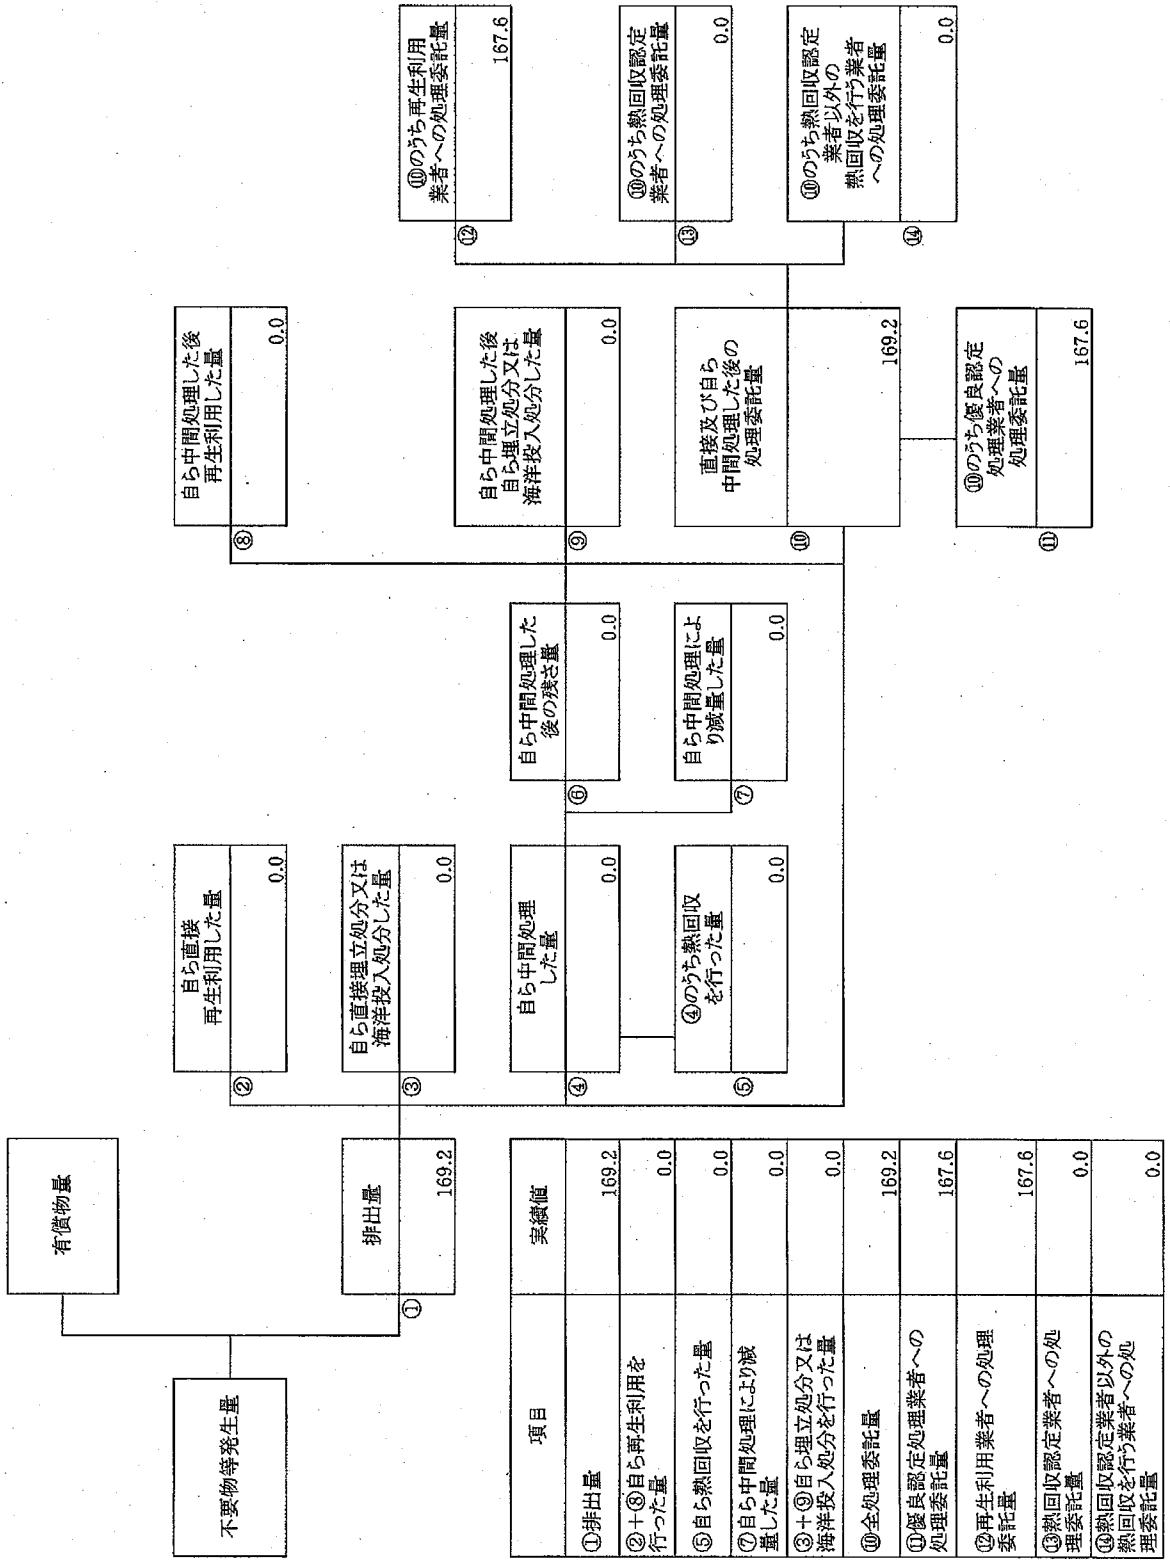 不要物等発生量
有償物量
①
排出量
169.2
②
自ら直接
再生利用した量
0.0
③
自ら直接埋立処分又は
海洋投入処分した量
0.0
④
自ら中間処理
した量
0.0
⑤
④のうち熱回収
を行った量
0.0
⑥
自ら中間処理した
後の残さ量
0.0
⑦
自ら中間処理によ
り減量した量
0.0
⑧
自ら中間処理した後
再生利用した量
0.0
⑨
自ら中間処理した後
自ら埋立処分又は
海洋投入処分した量
0.0
⑩
直接及び自ら
中間処理した後の
処理委託量
169.2
⑪
⑩のうち優良認定
処理業者への
処理委託量
167.6
⑫
⑩のうち再生利用
業者への処理委託量
167.6
⑬
⑩のうち熱回収認定
業者への処理委託量
0.0
⑭
⑩のうち熱回収認定
業者以外の
熱回収を行う業者
への処理委託量
0.0
項目 実績値
①排出量 169.2
②+⑧自ら再生利用を
行った量 0.0
⑤自ら熱回収を行った量 0.0
⑦自ら中間処理により減
量した量 0.0
③+⑨自ら埋立処分又は
海洋投入処分を行った量 0.0
⑩全処理委託量 169.2
⑪優良認定処理業者への
処理委託量 167.6
⑫再生利用業者への処理
委託量 167.6
⑬熱回収認定業者への処
理委託量 0.0
⑭熱回収認定業者以外の
熱回収を行う業者への処
理委託量 0.0